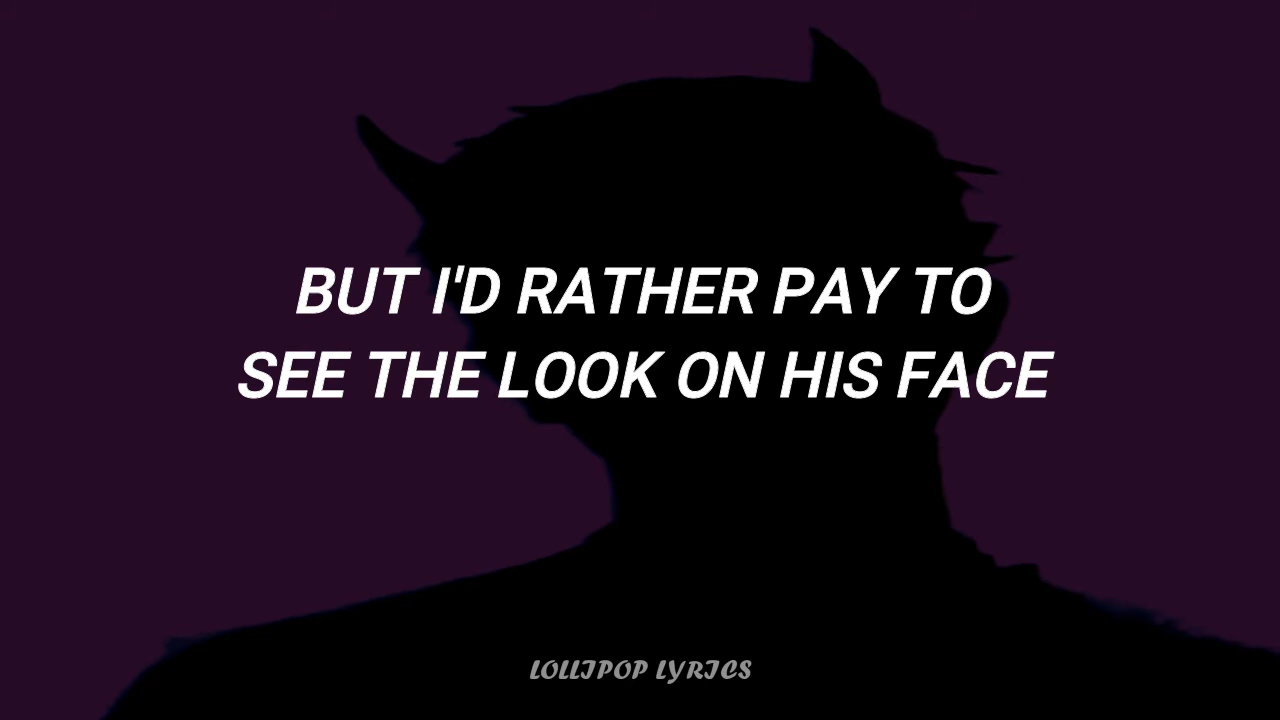 BUT I'D RATHER PAY TO
SEE THE LOOK ON HIS FACE
LOLLIPOP LYRICS